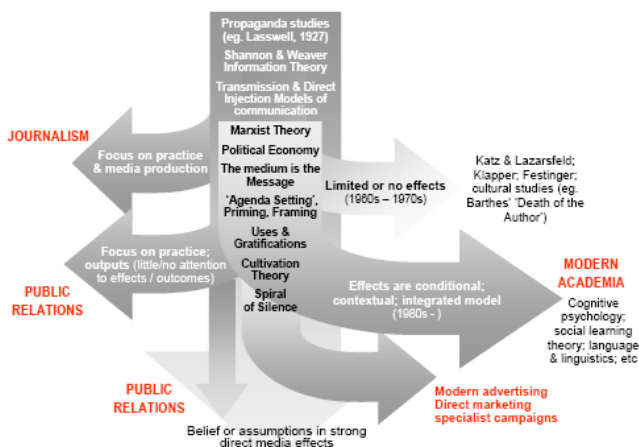 Propaganda studies
(eg. Lasswell, 1927)
Shannon & Weaver
Information Theory
Transmission & Direct
Injection Models of
communication
Marxist Theory
Political Economy
The medium is the
Message
'Agenda Setting',
Priming, Framing
Uses &
Gratifications
Cultivation
Theory
Spiral
of Silence
JOURNALISM
Focus on practice
& media production
Limited or no effects
(1960s – 1970s)
Katz & Lazarsfeld;
Klapper; Festinger;
cultural studies (eg.
Barthes' 'Death of the
Author')
Focus on practice;
outputs (little/no attention
to effects / outcomes)
PUBLIC
RELATIONS
Effects are conditional;
contextual; integrated model
(1980s - )
MODERN
ACADEMIA
Cognitive
psychology;
social learning
theory; language
& linguistics; etc
PUBLIC
RELATIONS
Modern advertising
Direct marketing
specialist campaigns
Belief or assumptions in strong
direct media effects